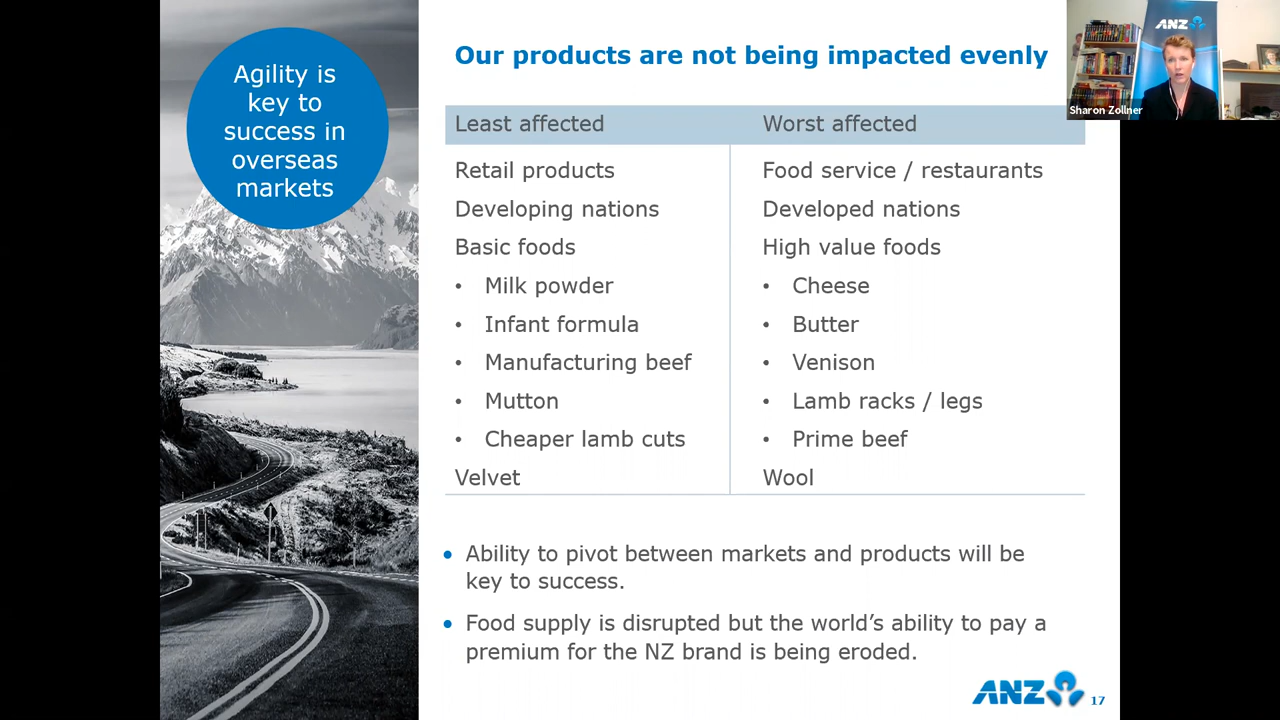 Agility is
key to
success in
overseas
markets
Our products are not being impacted evenly
ANZ
Sharon Zollner
Least affected
Worst affected
Retail products
Food service / restaurants
Developing nations
Developed nations
Basic foods
High value foods
• Milk powder
• Cheese
• Infant formula
• Butter
• Manufacturing beef
• Venison
• Mutton
• Lamb racks / legs
• Cheaper lamb cuts
• Prime beef
Velvet
Wool
• Ability to pivot between markets and products will be
key to success.
• Food supply is disrupted but the world’s ability to pay a
premium for the NZ brand is being eroded.
ANZ
17